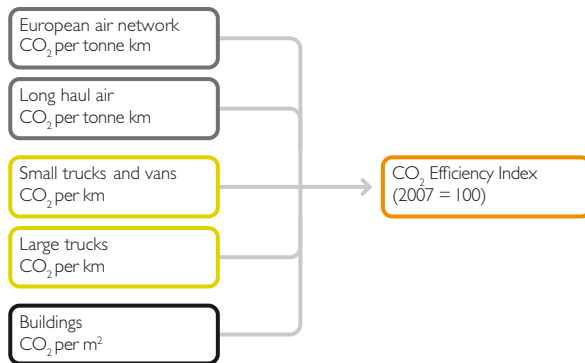 European air network
CO₂ per tonne km
Long haul air
CO₂ per tonne km
Small trucks and vans
CO₂ per km
Large trucks
CO₂ per km
Buildings
CO₂ per m²
CO₂ Efficiency Index
(2007 = 100)